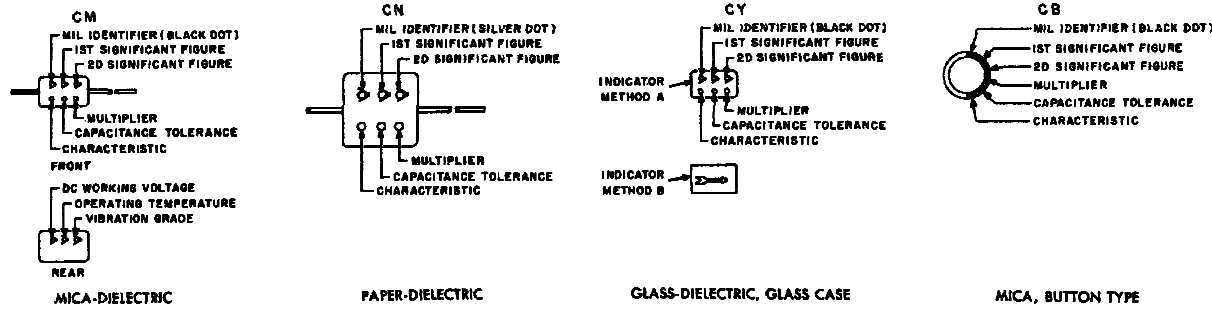 CM
MIL IDENTIFIER (BLACK DOT)
1ST SIGNIFICANT FIGURE
2D SIGNIFICANT FIGURE
MULTIPLIER
CAPACITANCE TOLERANCE
CHARACTERISTIC
FRONT
DC WORKING VOLTAGE
OPERATING TEMPERATURE
VIBRATION GRADE
REAR
MICA-DIELECTRIC
CN
MIL IDENTIFIER (SILVER DOT)
1ST SIGNIFICANT FIGURE
2D SIGNIFICANT FIGURE
MULTIPLIER
CAPACITANCE TOLERANCE
CHARACTERISTIC
PAPER-DIELECTRIC
CY
MIL IDENTIFIER (BLACK DOT)
1ST SIGNIFICANT FIGURE
2D SIGNIFICANT FIGURE
INDICATOR
METHOD A
MULTIPLIER
CAPACITANCE TOLERANCE
CHARACTERISTIC
INDICATOR
METHOD B
GLASS-DIELECTRIC, GLASS CASE
CB
MIL IDENTIFIER (BLACK DOT)
1ST SIGNIFICANT FIGURE
2D SIGNIFICANT FIGURE
MULTIPLIER
CAPACITANCE TOLERANCE
CHARACTERISTIC
MICA, BUTTON TYPE